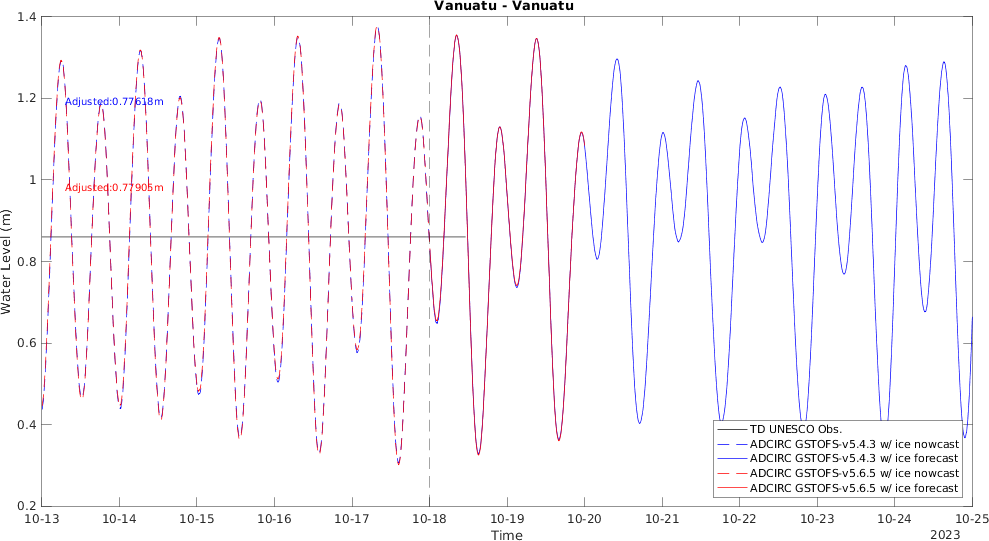 Vanuatu - Vanuatu
1.4
1.2
1
0.8
0.6
0.4
0.2
Water Level (m)
Adjusted:0.77618m
Adjusted:0.77905m
TD UNESCO Obs.
ADCIRC GSTOFS-v5.4.3 w/ ice nowcast
ADCIRC GSTOFS-v5.4.3 w/ ice forecast
ADCIRC GSTOFS-v5.6.5 w/ ice nowcast
ADCIRC GSTOFS-v5.6.5 w/ ice forecast
10-13 10-14 10-15 10-16 10-17 10-18 10-19 10-20 10-21 10-22 10-23 10-24 10-25
Time
2023